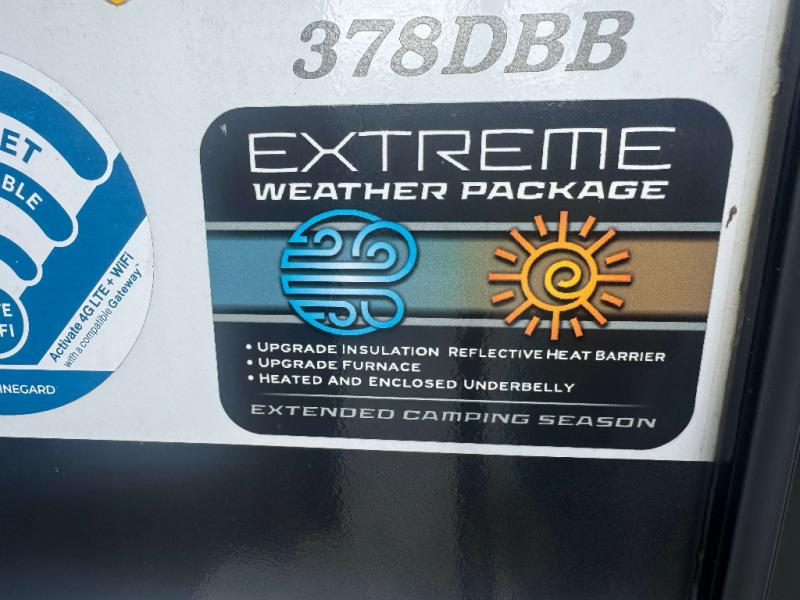 378DBB
ET
BLE
FI
Activate 4G LTE + WiFi
with a compatible Gateway™
NEGARD
EXTREME
WEATHER PACKAGE
• UPGRADE INSULATION REFLECTIVE HEAT BARRIER
• UPGRADE FURNACE
• HEATED AND ENCLOSED UNDERBELLY
EXTENDED CAMPING SEASON